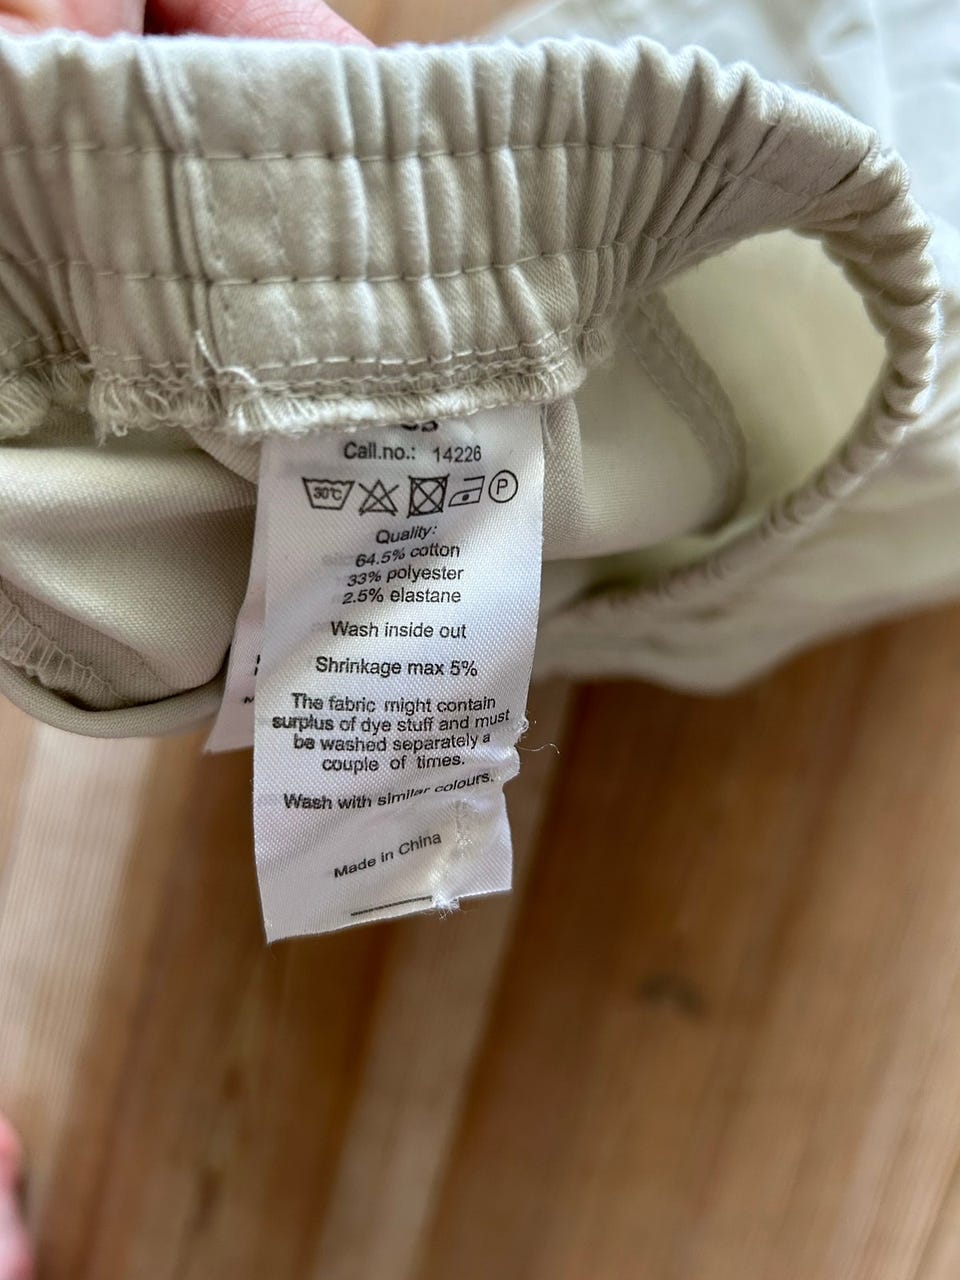 Call.no.: 14226
30°C P
Quality:
64.5% cotton
33% polyester
2.5% elastane
Wash inside out
Shrinkage max 5%
The fabric might contain
surplus of dye stuff and must
be washed separately a
couple of times.
Wash with similar colours.
Made in China